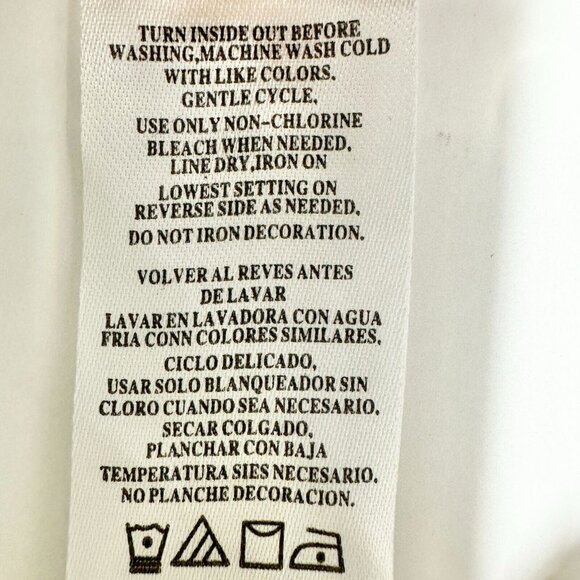 TURN INSIDE OUT BEFORE
WASHING,MACHINE WASH COLD
WITH LIKE COLORS.
GENTLE CYCLE.
USE ONLY NON-CHLORINE
BLEACH WHEN NEEDED.
LINE DRY,IRON ON
LOWEST SETTING ON
REVERSE SIDE AS NEEDED.
DO NOT IRON DECORATION.
VOLVER AL REVES ANTES
DE LAVAR
LAVAR EN LAVADORA CON AGUA
FRIA CONN COLORES SIMILARES.
CICLO DELICADO.
USAR SOLO BLANQUEADOR SIN
CLORO CUANDO SEA NECESARIO.
SECAR COLGADO.
PLANCHAR CON BAJA
TEMPERATURA SIES NECESARIO.
NO PLANCHE DECORACION.